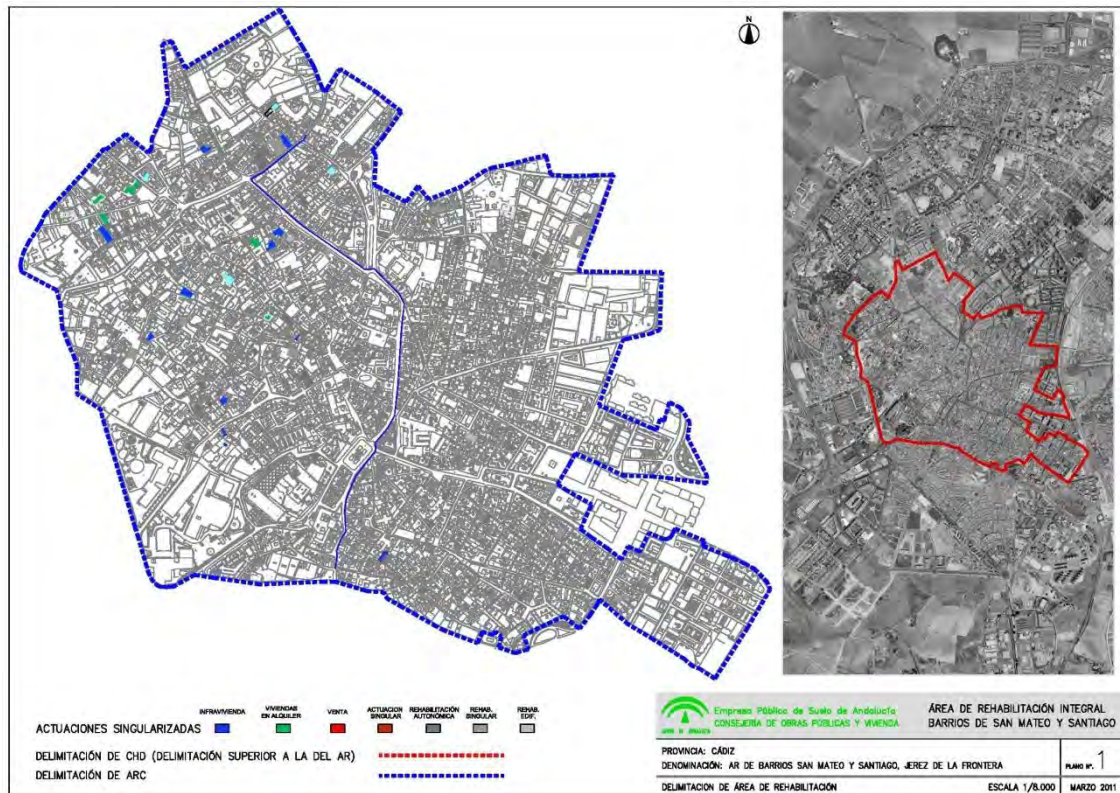 N
INFRAVIVIENDA
VIVIENDAS
EN ALQUILER
VENTA
ACTUACION
SINGULAR
REHABILITACIÓN
AUTONÓMICA
REHAB.
SINGULAR
REHAB.
EDIF.
ACTUACIONES SINGULARIZADAS
DELIMITACIÓN DE CHD (DELIMITACIÓN SUPERIOR A LA DEL AR)
DELIMITACIÓN DE ARC
Empresa Pública de Suelo de Andalucía
CONSEJERÍA DE OBRAS PÚBLICAS Y VIVIENDA
JUNTA DE ANDALUCIA
ÁREA DE REHABILITACIÓN INTEGRAL
BARRIOS DE SAN MATEO Y SANTIAGO
PROVINCIA: CÁDIZ
DENOMINACIÓN: AR DE BARRIOS SAN MATEO Y SANTIAGO, JEREZ DE LA FRONTERA
PLANO Nº. 1
DELIMITACION DE ÁREA DE REHABILITACIÓN
ESCALA 1/8.000
MARZO 2011